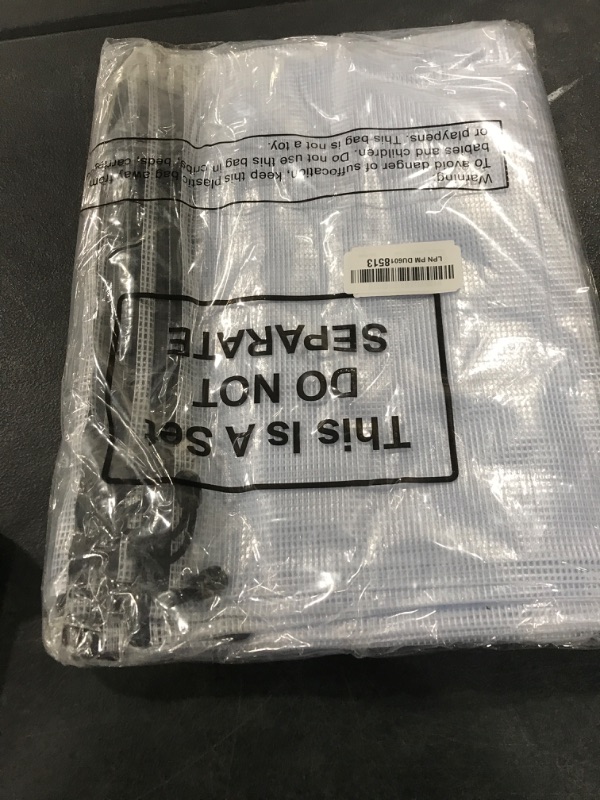 Warning:
To avoid danger of suffocation, keep this plastic bag away from
babies and children. Do not use this bag in cribs, beds, carriages
or playpens. This bag is not a toy.
LPN PM DU6018513
This Is A Set
DO NOT
SEPARATE